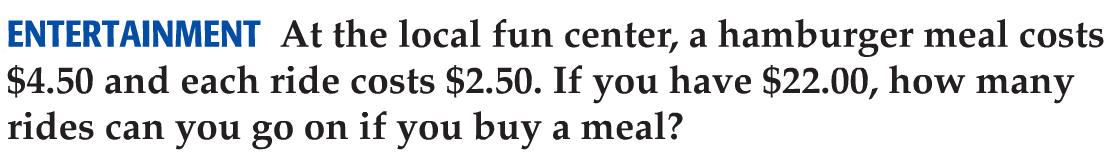 ENTERTAINMENT At the local fun center, a hamburger meal costs
$4.50 and each ride costs $2.50. If you have $22.00, how many
rides can you go on if you buy a meal?